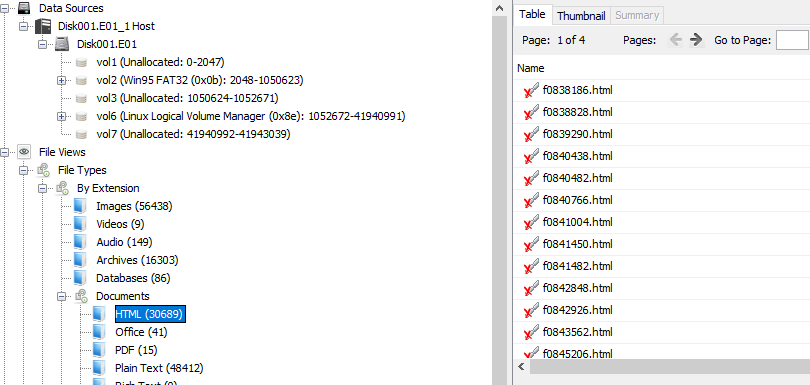 Data Sources
Disk001.E01_1 Host
Disk001.E01
vol1 (Unallocated: 0-2047)
vol2 (Win95 FAT32 (0x0b): 2048-1050623)
vol3 (Unallocated: 1050624-1052671)
vol6 (Linux Logical Volume Manager (0x8e): 1052672-41940991)
vol7 (Unallocated: 41940992-41943039)
File Views
File Types
By Extension
Images (56438)
Videos (9)
Audio (149)
Archives (16303)
Databases (86)
Documents
HTML (30689)
Office (41)
PDF (15)
Plain Text (48412)
Table Thumbnail Summary
Page: 1 of 4 Pages: Go to Page:
Name
f0838186.html
f0838828.html
f0839290.html
f0840438.html
f0840482.html
f0840766.html
f0841004.html
f0841450.html
f0841482.html
f0842848.html
f0842926.html
f0843562.html
f0845206.html